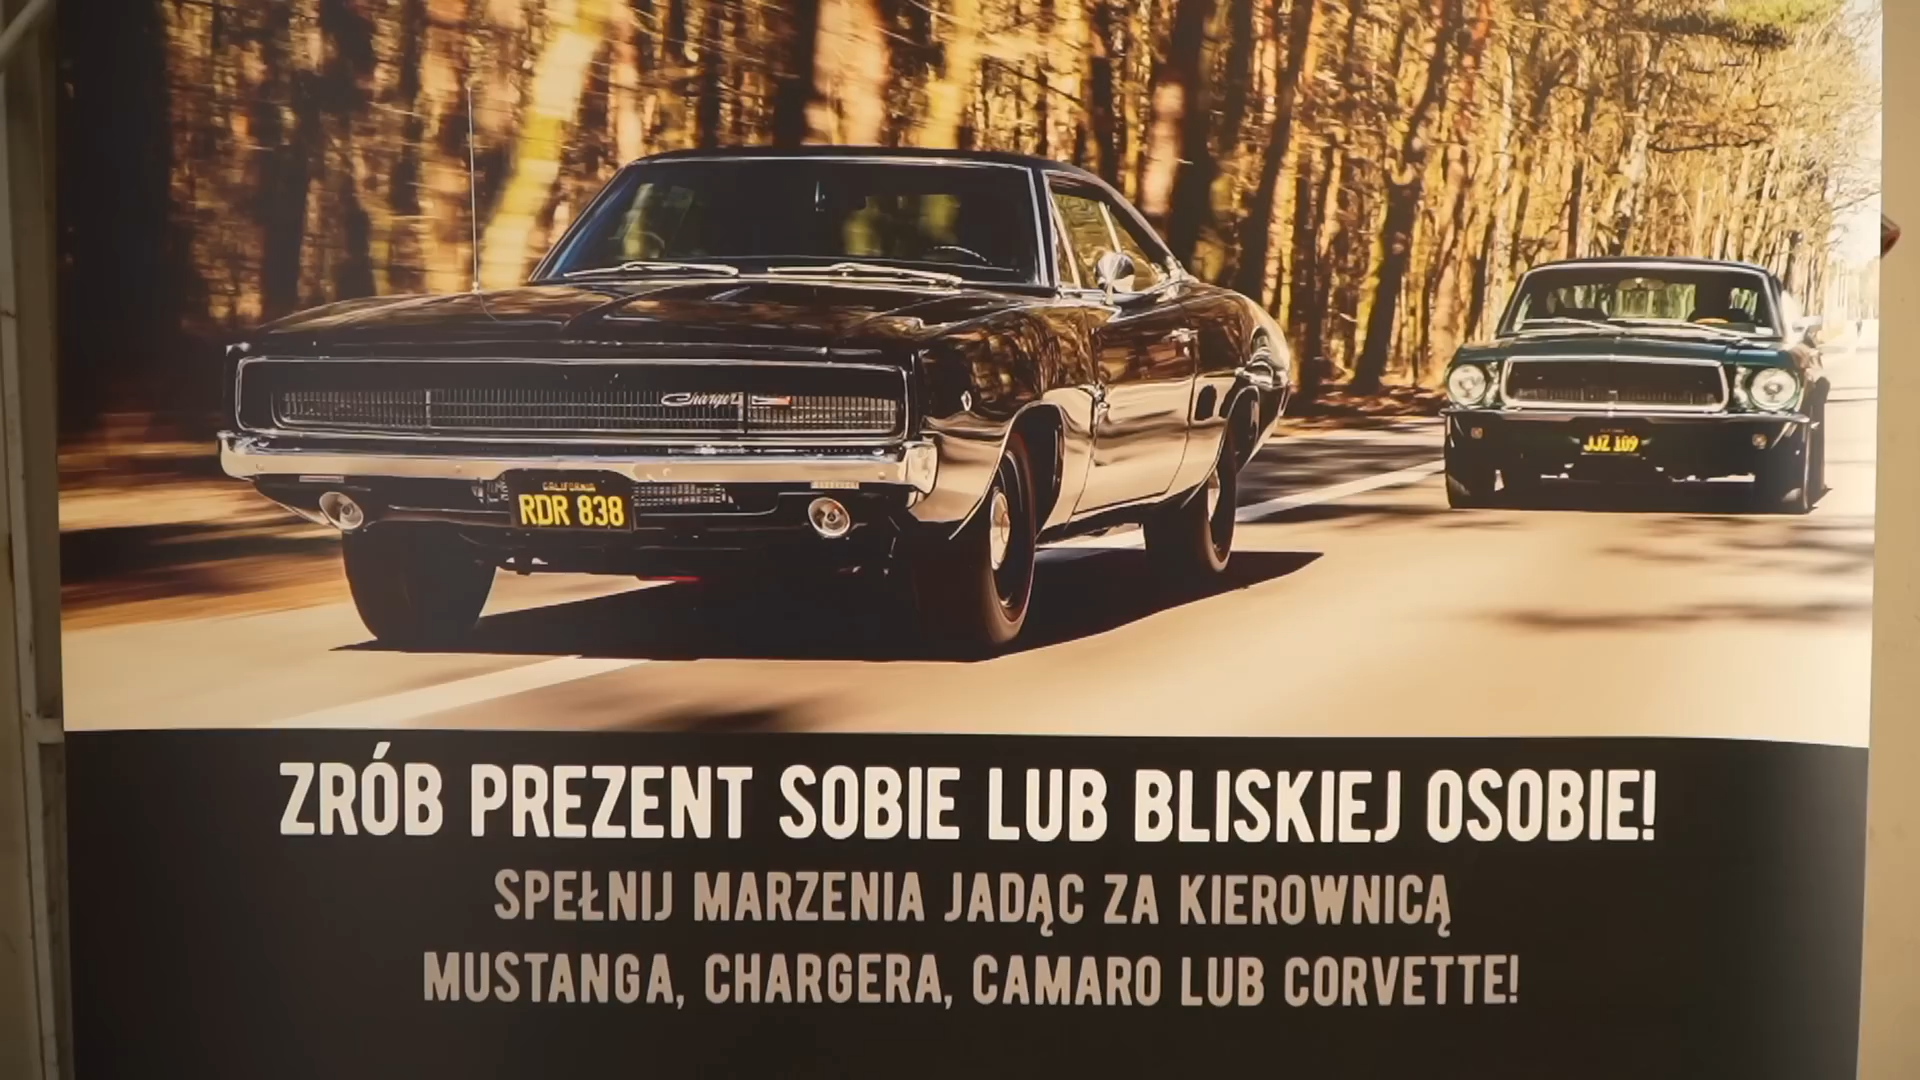 Charger
CALIFORNIA
RDR 838
JJZ 109
ZRÓB PREZENT SOBIE LUB BLISKIEJ OSOBIE!
SPEŁNIJ MARZENIA JADĄC ZA KIEROWNICĄ
MUSTANGA, CHARGERA, CAMARO LUB CORVETTE!